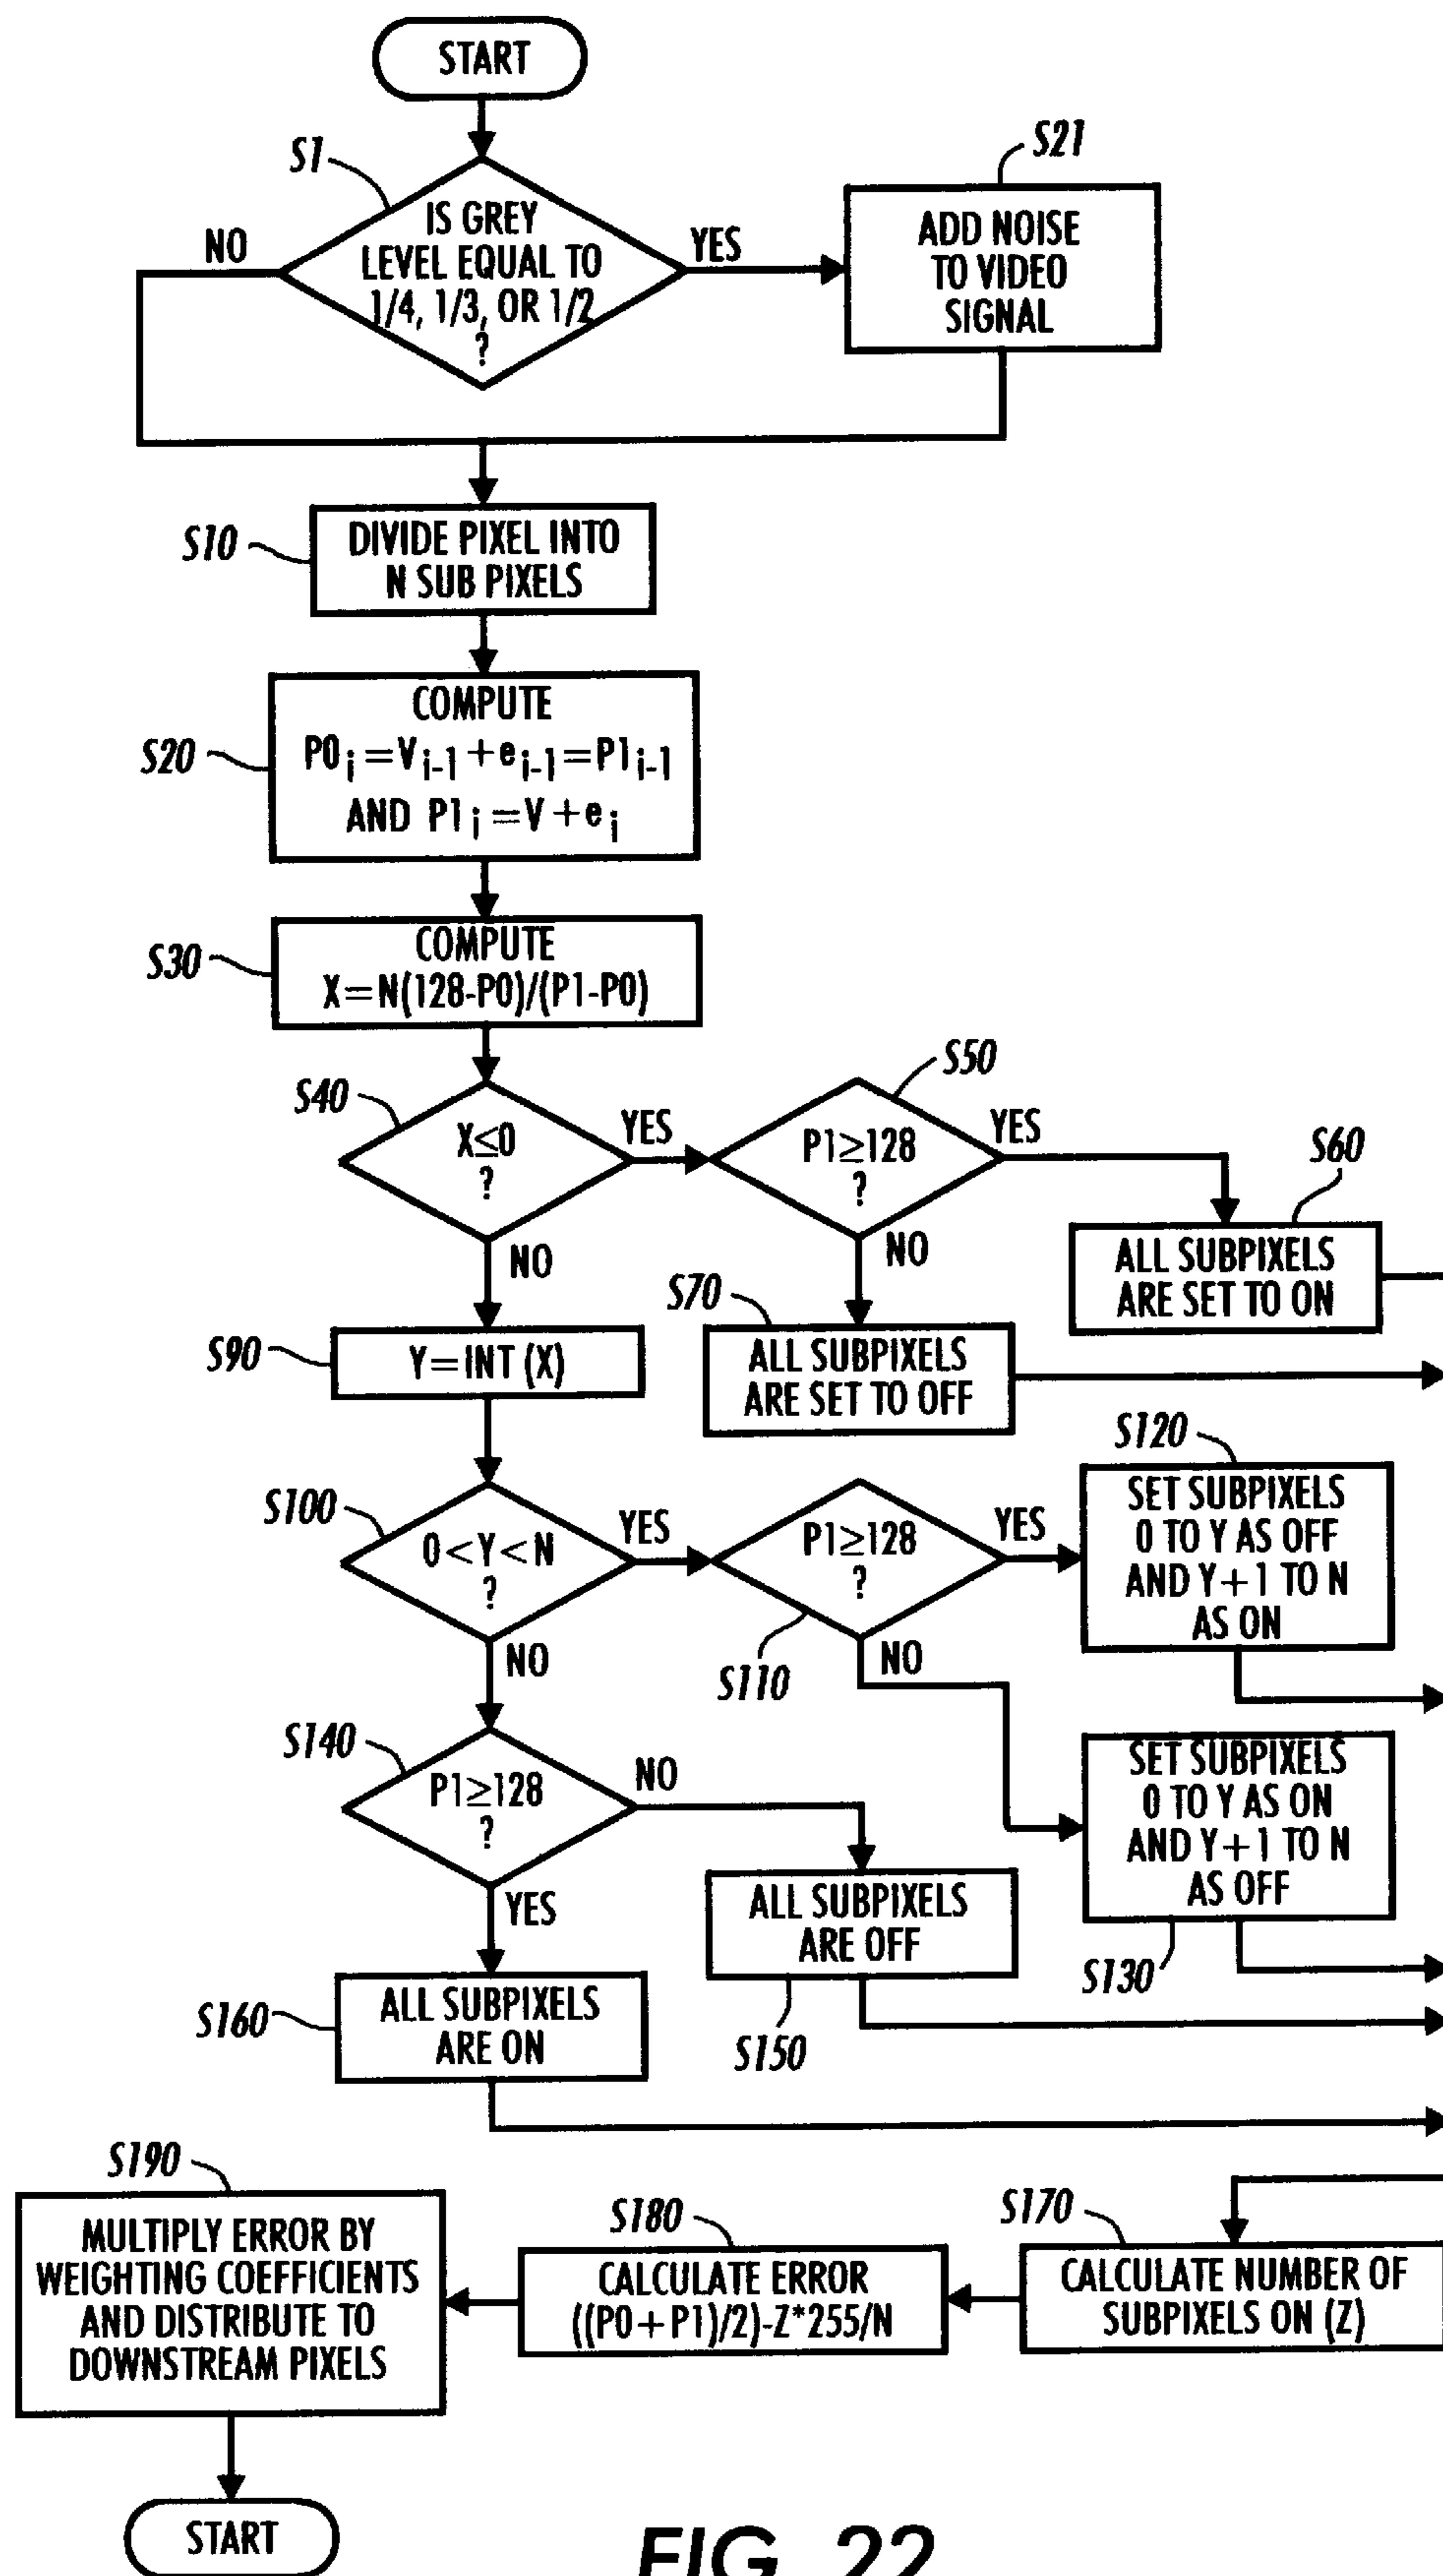 START
S1
IS GREY
LEVEL EQUAL TO
1/4, 1/3, OR 1/2
?
NO
YES
S21
ADD NOISE
TO VIDEO
SIGNAL
S10
DIVIDE PIXEL INTO
N SUB PIXELS
S20
COMPUTE
P0i=Vi-1+ei-1=P1i-1
AND P1i=V+ei
S30
COMPUTE
X=N(128-P0)/(P1-P0)
S40
X≤0
?
YES
NO
S50
P1≥128
?
YES
NO
S60
ALL SUBPIXELS
ARE SET TO ON
S70
ALL SUBPIXELS
ARE SET TO OFF
S90
Y=INT (X)
S100
0<Y<N
?
YES
NO
S110
P1≥128
?
YES
NO
S120
SET SUBPIXELS
0 TO Y AS OFF
AND Y+1 TO N
AS ON
S130
SET SUBPIXELS
0 TO Y AS ON
AND Y+1 TO N
AS OFF
S140
P1≥128
?
NO
YES
S150
ALL SUBPIXELS
ARE OFF
S160
ALL SUBPIXELS
ARE ON
S170
CALCULATE NUMBER OF
SUBPIXELS ON (Z)
S180
CALCULATE ERROR
((P0+P1)/2)-Z*255/N
S190
MULTIPLY ERROR BY
WEIGHTING COEFFICIENTS
AND DISTRIBUTE TO
DOWNSTREAM PIXELS
START
FIG. 22